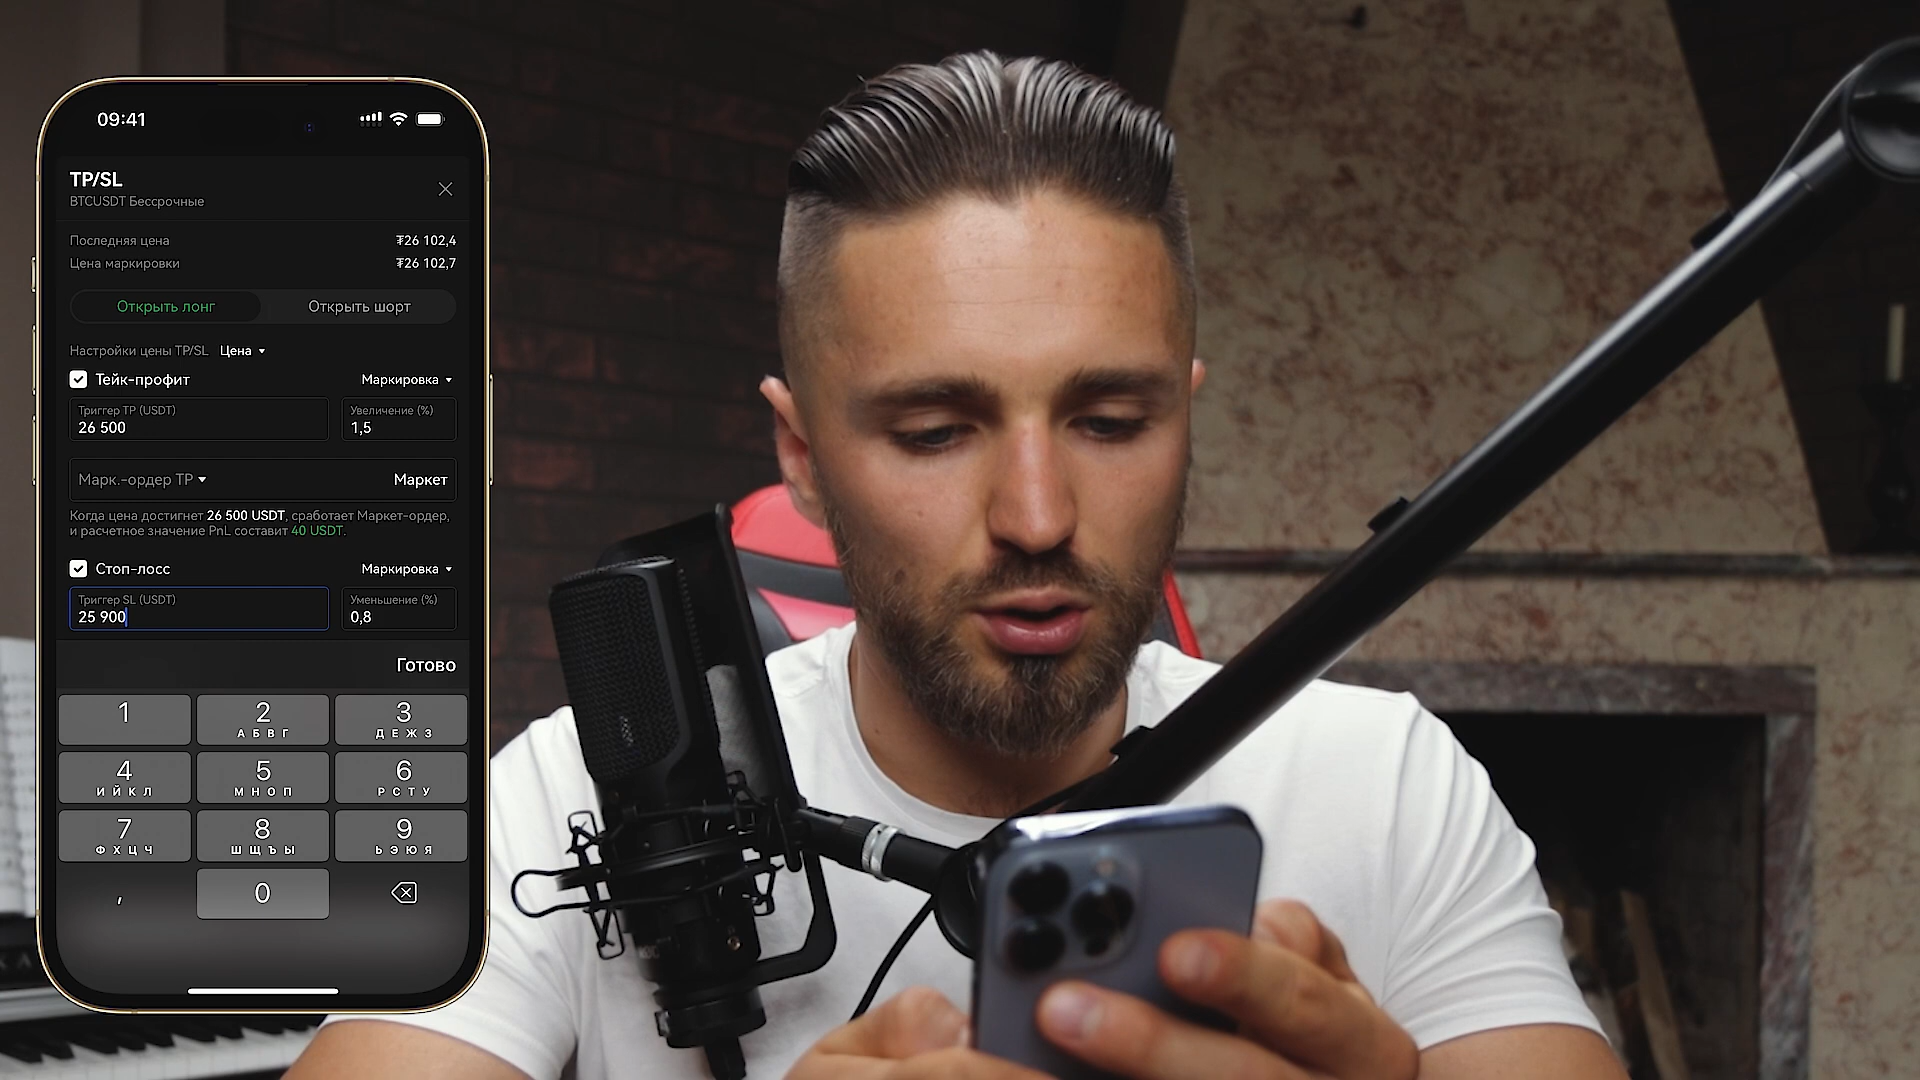 09:41
TP/SL
BTCUSDT Бессрочные
Последняя цена ₮26 102,4
Цена маркировки ₮26 102,7
Открыть лонг Открыть шорт
Настройки цены TP/SL Цена
Тейк-профит Маркировка
Триггер TP (USDT) Увеличение (%)
26 500 1,5
Марк.-ордер TP Маркет
Когда цена достигнет 26 500 USDT, сработает Маркет-ордер,
и расчетное значение PnL составит 40 USDT.
Стоп-лосс Маркировка
Триггер SL (USDT) Уменьшение (%)
25 900 0,8
Готово
1 2 3
А Б В Г Д Е Ж З
4 5 6
И Й К Л М Н О П Р С Т У
7 8 9
Ф Х Ц Ч Ш Щ Ъ Ы Ь Э Ю Я
, 0